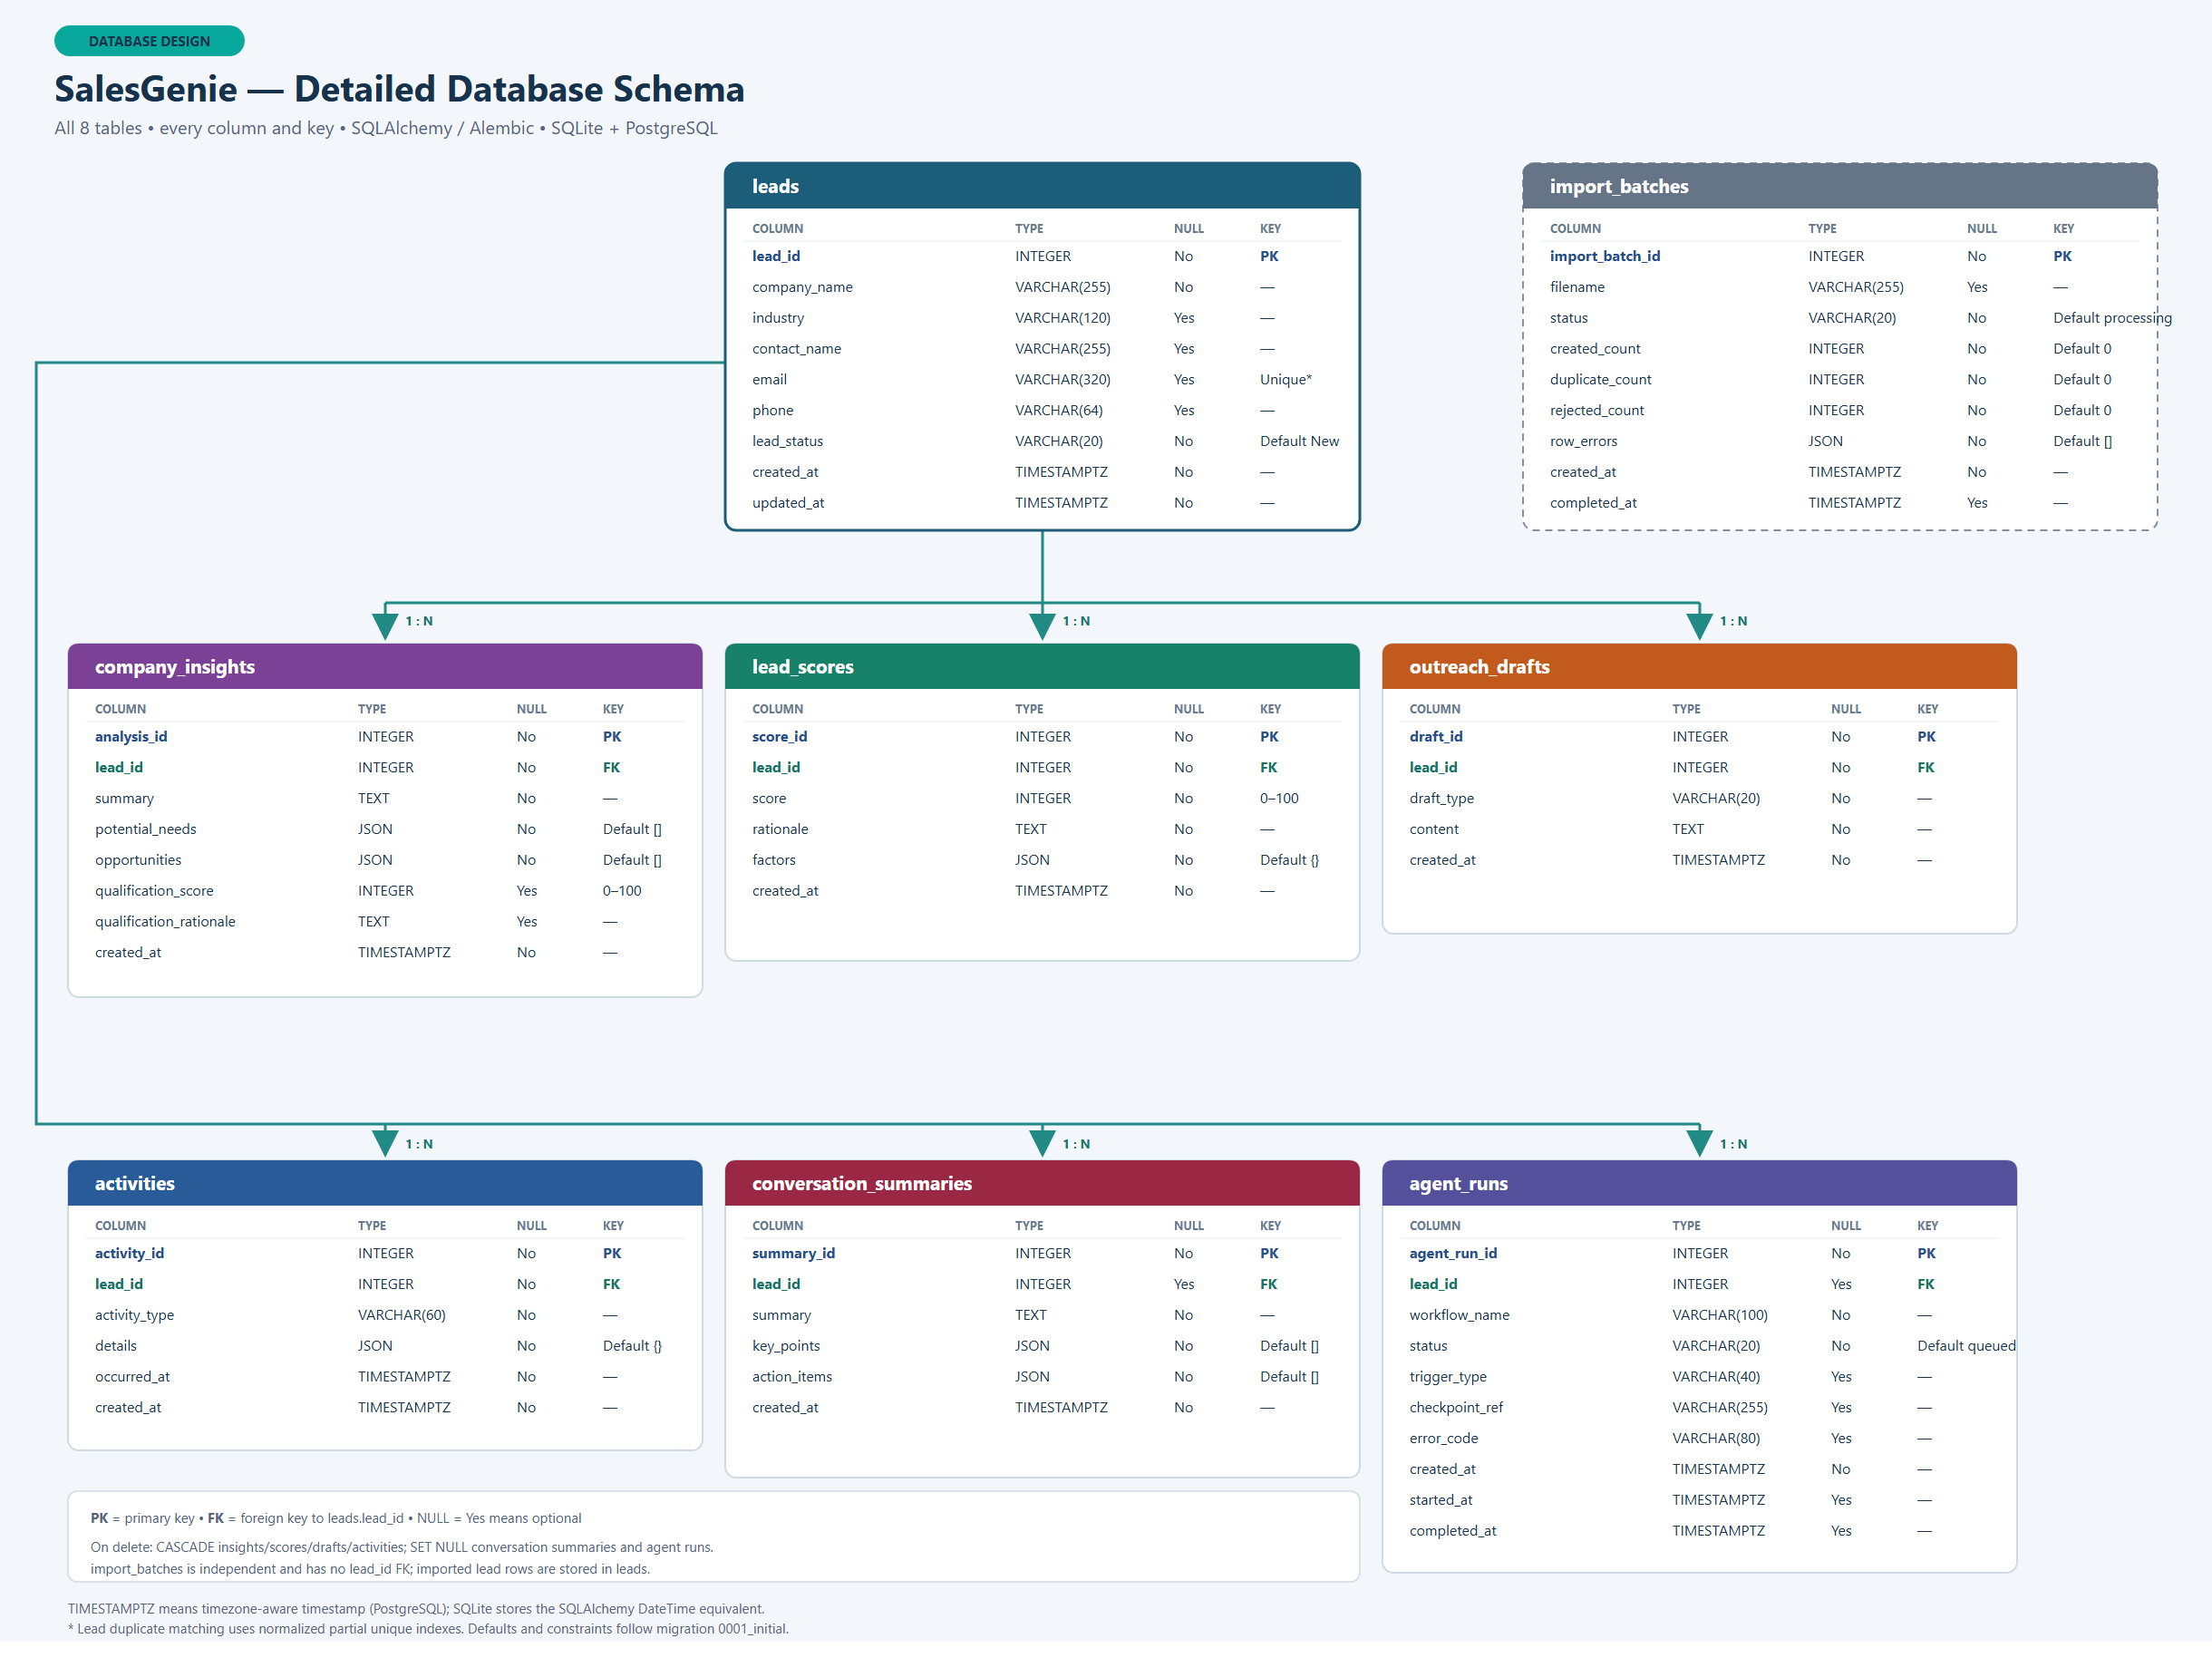 DATABASE DESIGN
SalesGenie — Detailed Database Schema
All 8 tables • every column and key • SQLAlchemy / Alembic • SQLite + PostgreSQL
leads
COLUMN TYPE NULL KEY
lead_id INTEGER No PK
company_name VARCHAR(255) No —
industry VARCHAR(120) Yes —
contact_name VARCHAR(255) Yes —
email VARCHAR(320) Yes Unique*
phone VARCHAR(64) Yes —
lead_status VARCHAR(20) No Default New
created_at TIMESTAMPTZ No —
updated_at TIMESTAMPTZ No —
import_batches
COLUMN TYPE NULL KEY
import_batch_id INTEGER No PK
filename VARCHAR(255) Yes —
status VARCHAR(20) No Default processing
created_count INTEGER No Default 0
duplicate_count INTEGER No Default 0
rejected_count INTEGER No Default 0
row_errors JSON No Default []
created_at TIMESTAMPTZ No —
completed_at TIMESTAMPTZ Yes —
1 : N
1 : N
1 : N
company_insights
COLUMN TYPE NULL KEY
analysis_id INTEGER No PK
lead_id INTEGER No FK
summary TEXT No —
potential_needs JSON No Default []
opportunities JSON No Default []
qualification_score INTEGER Yes 0–100
qualification_rationale TEXT Yes —
created_at TIMESTAMPTZ No —
lead_scores
COLUMN TYPE NULL KEY
score_id INTEGER No PK
lead_id INTEGER No FK
score INTEGER No 0–100
rationale TEXT No —
factors JSON No Default {}
created_at TIMESTAMPTZ No —
outreach_drafts
COLUMN TYPE NULL KEY
draft_id INTEGER No PK
lead_id INTEGER No FK
draft_type VARCHAR(20) No —
content TEXT No —
created_at TIMESTAMPTZ No —
1 : N
1 : N
1 : N
activities
COLUMN TYPE NULL KEY
activity_id INTEGER No PK
lead_id INTEGER No FK
activity_type VARCHAR(60) No —
details JSON No Default {}
occurred_at TIMESTAMPTZ No —
created_at TIMESTAMPTZ No —
conversation_summaries
COLUMN TYPE NULL KEY
summary_id INTEGER No PK
lead_id INTEGER Yes FK
summary TEXT No —
key_points JSON No Default []
action_items JSON No Default []
created_at TIMESTAMPTZ No —
agent_runs
COLUMN TYPE NULL KEY
agent_run_id INTEGER No PK
lead_id INTEGER Yes FK
workflow_name VARCHAR(100) No —
status VARCHAR(20) No Default queued
trigger_type VARCHAR(40) Yes —
checkpoint_ref VARCHAR(255) Yes —
error_code VARCHAR(80) Yes —
created_at TIMESTAMPTZ No —
started_at TIMESTAMPTZ Yes —
completed_at TIMESTAMPTZ Yes —
PK = primary key • FK = foreign key to leads.lead_id • NULL = Yes means optional
On delete: CASCADE insights/scores/drafts/activities; SET NULL conversation summaries and agent runs.
import_batches is independent and has no lead_id FK; imported lead rows are stored in leads.
TIMESTAMPTZ means timezone-aware timestamp (PostgreSQL); SQLite stores the SQLAlchemy DateTime equivalent.
* Lead duplicate matching uses normalized partial unique indexes. Defaults and constraints follow migration 0001_initial.